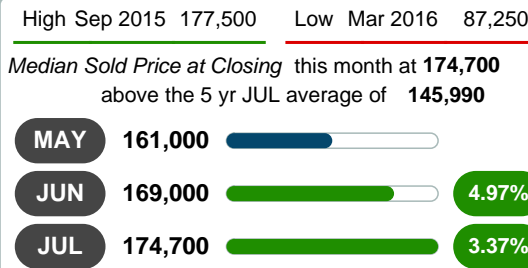 High Sep 2015 177,500 Low Mar 2016 87,250
Median Sold Price at Closing this month at 174,700
above the 5 yr JUL average of 145,990
MAY 161,000
JUN 169,000 4.97%
JUL 174,700 3.37%